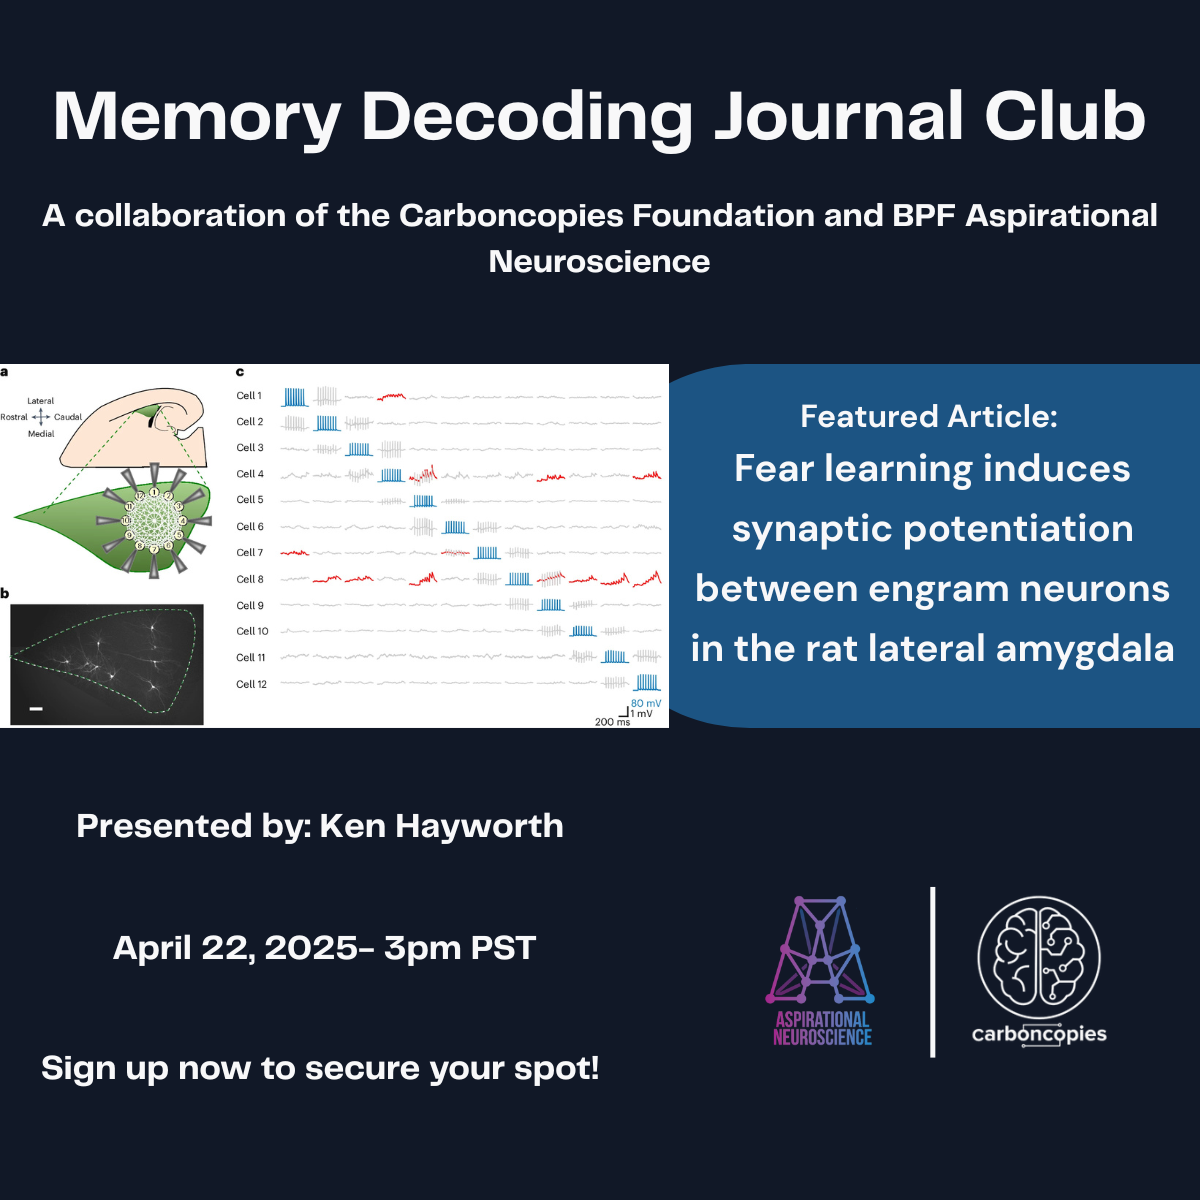 Memory Decoding Journal Club
A collaboration of the Carboncopies Foundation and BPF Aspirational
Neuroscience
a
Lateral
Rostral
Caudal
Medial
b
c
Cell 1
Cell 2
Cell 3
Cell 4
Cell 5
Cell 6
Cell 7
Cell 8
Cell 9
Cell 10
Cell 11
Cell 12
80 mV
1 mV
200 ms
Featured Article:
Fear learning induces
synaptic potentiation
between engram neurons
in the rat lateral amygdala
Presented by: Ken Hayworth
April 22, 2025– 3pm PST
Sign up now to secure your spot!
ASPIRATIONAL
NEUROSCIENCE
carboncopies